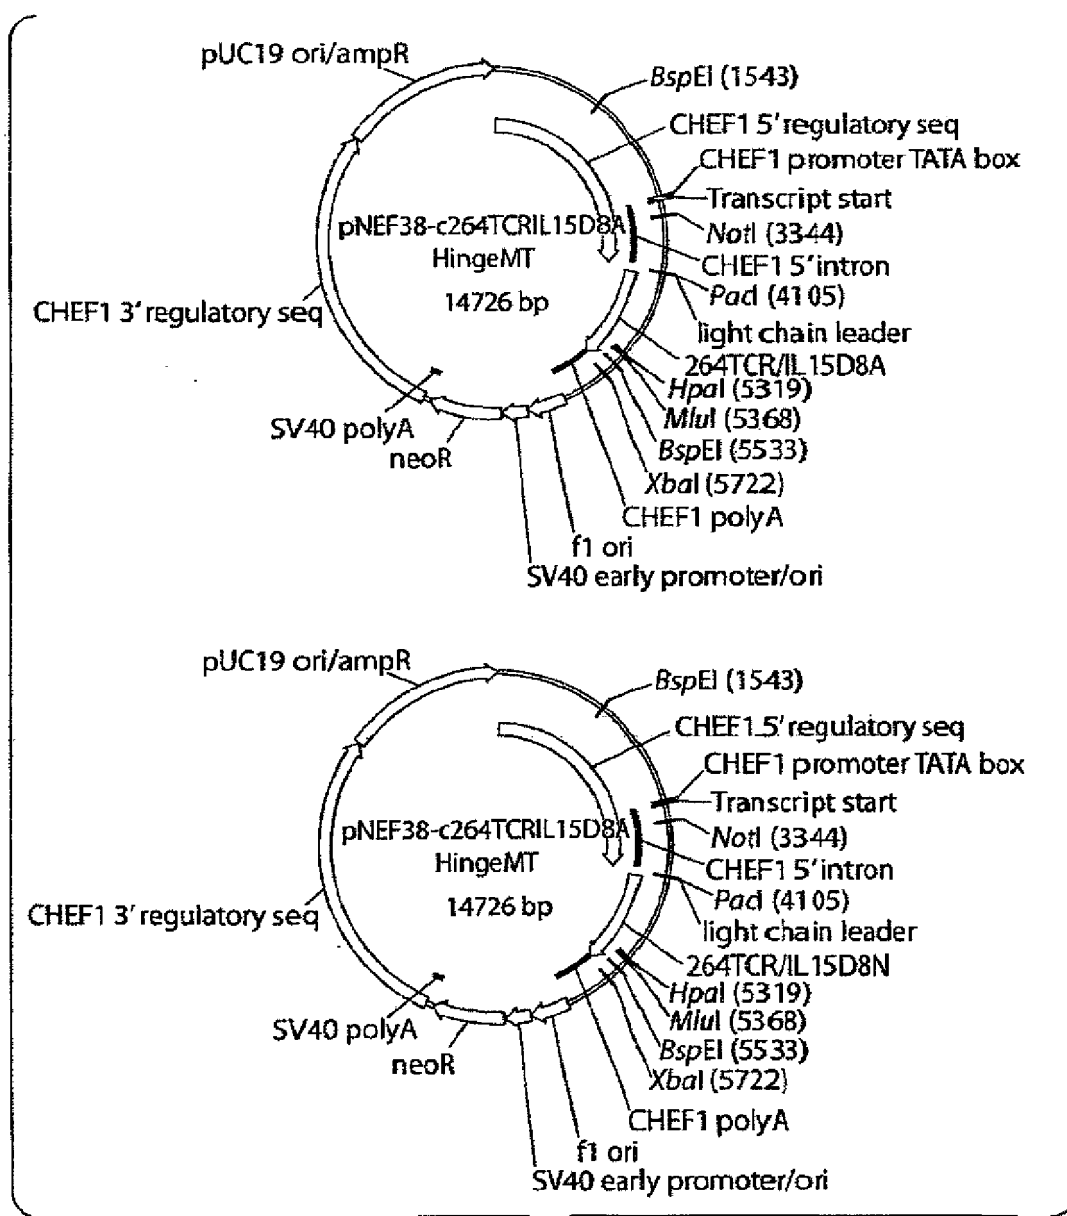 pUC19 ori/ampR
BspEI (1543)
CHEF1 5' regulatory seq
CHEF1 promoter TATA box
Transcript start
NotI (3344)
CHEF1 5' intron
PacI (4105)
light chain leader
264TCR/IL15D8A
HpaI (5319)
MluI (5368)
BspEI (5533)
XbaI (5722)
CHEF1 polyA
f1 ori
SV40 early promoter/ori
neoR
SV40 polyA
CHEF1 3' regulatory seq
pNEF38-c264TCRIL15D8A
HingeMT
14726 bp
pUC19 ori/ampR
BspEI (1543)
CHEF1 5' regulatory seq
CHEF1 promoter TATA box
Transcript start
NotI (3344)
CHEF1 5' intron
PacI (4105)
light chain leader
264TCR/IL15D8N
HpaI (5319)
MluI (5368)
BspEI (5533)
XbaI (5722)
CHEF1 polyA
f1 ori
SV40 early promoter/ori
neoR
SV40 polyA
CHEF1 3' regulatory seq
pNEF38-c264TCRIL15D8A
HingeMT
14726 bp